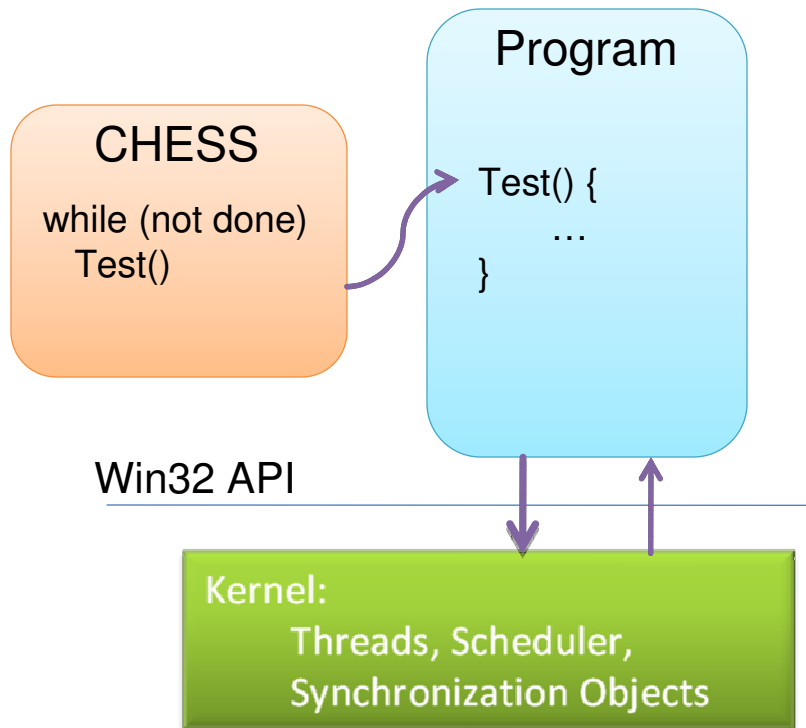 CHESS
while (not done)
Test()
Program
Test() {
…
}
Win32 API
Kernel:
Threads, Scheduler,
Synchronization Objects